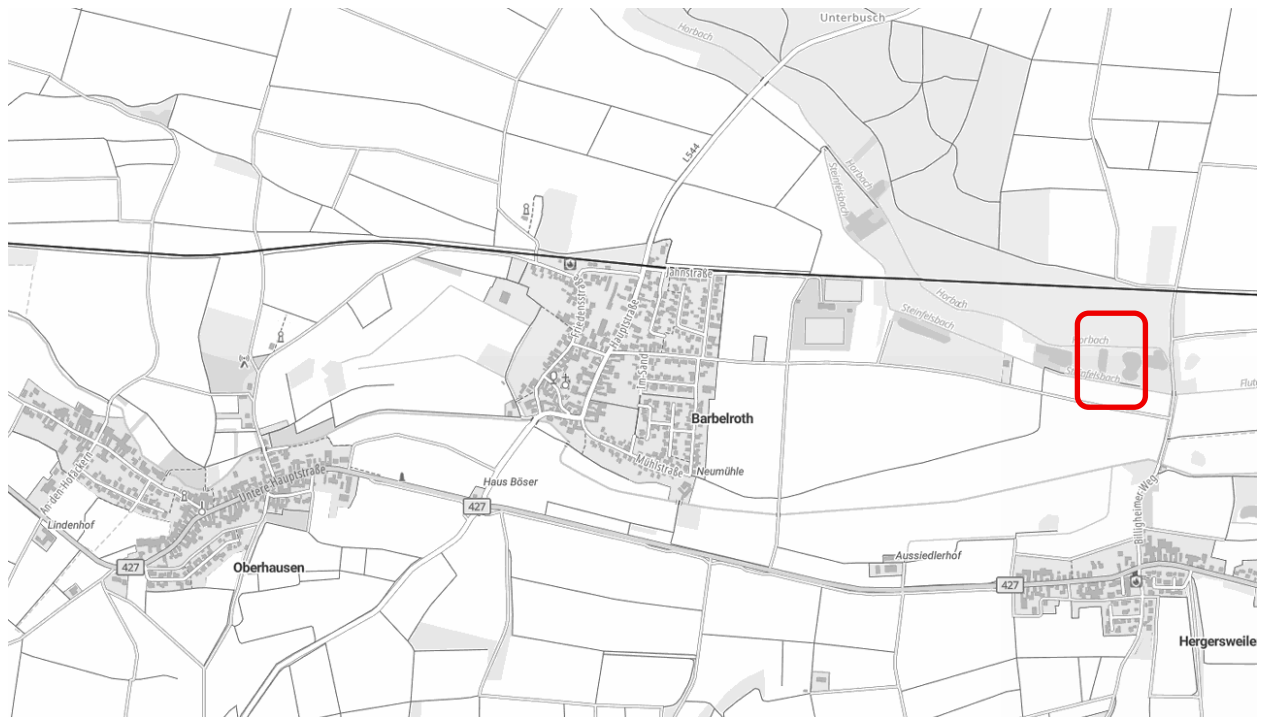 Unterbusch
Horbach
L544
Horbach
Steinfelsbach
Jahnstraße
Friedensstraße
Hauptstraße
Horbach
Steinfelsbach
Horbach
Steinfelsbach
Im Sand
Barbelroth
Mühlstraße
Neumühle
An den Hofäckern
Untere Hauptstraße
Haus Böser
427
Billigheimer Weg
Lindenhof
427
Oberhausen
Aussiedlerhof
427
Hergersweile